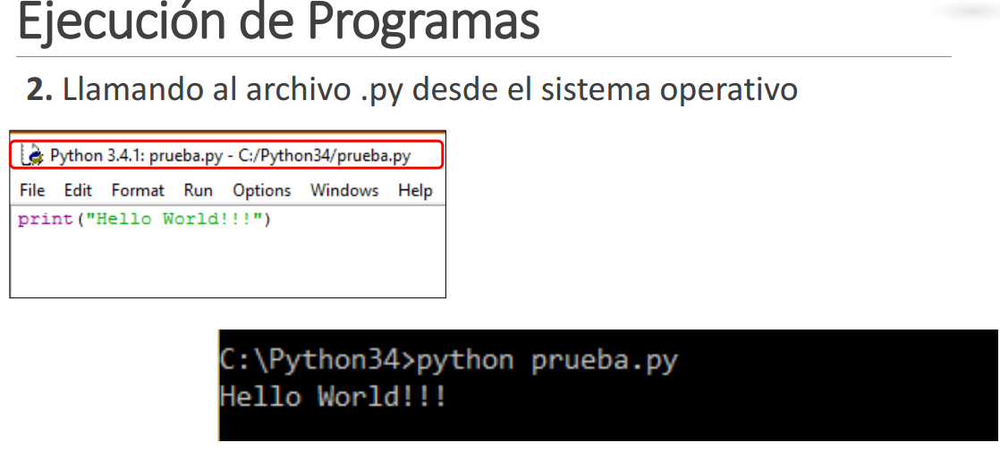 Ejecución de Programas
2. Llamando al archivo .py desde el sistema operativo
Python 3.4.1: prueba.py - C:/Python34/prueba.py
File Edit Format Run Options Windows Help
print("Hello World!!!")
C:\Python34>python prueba.py
Hello World!!!